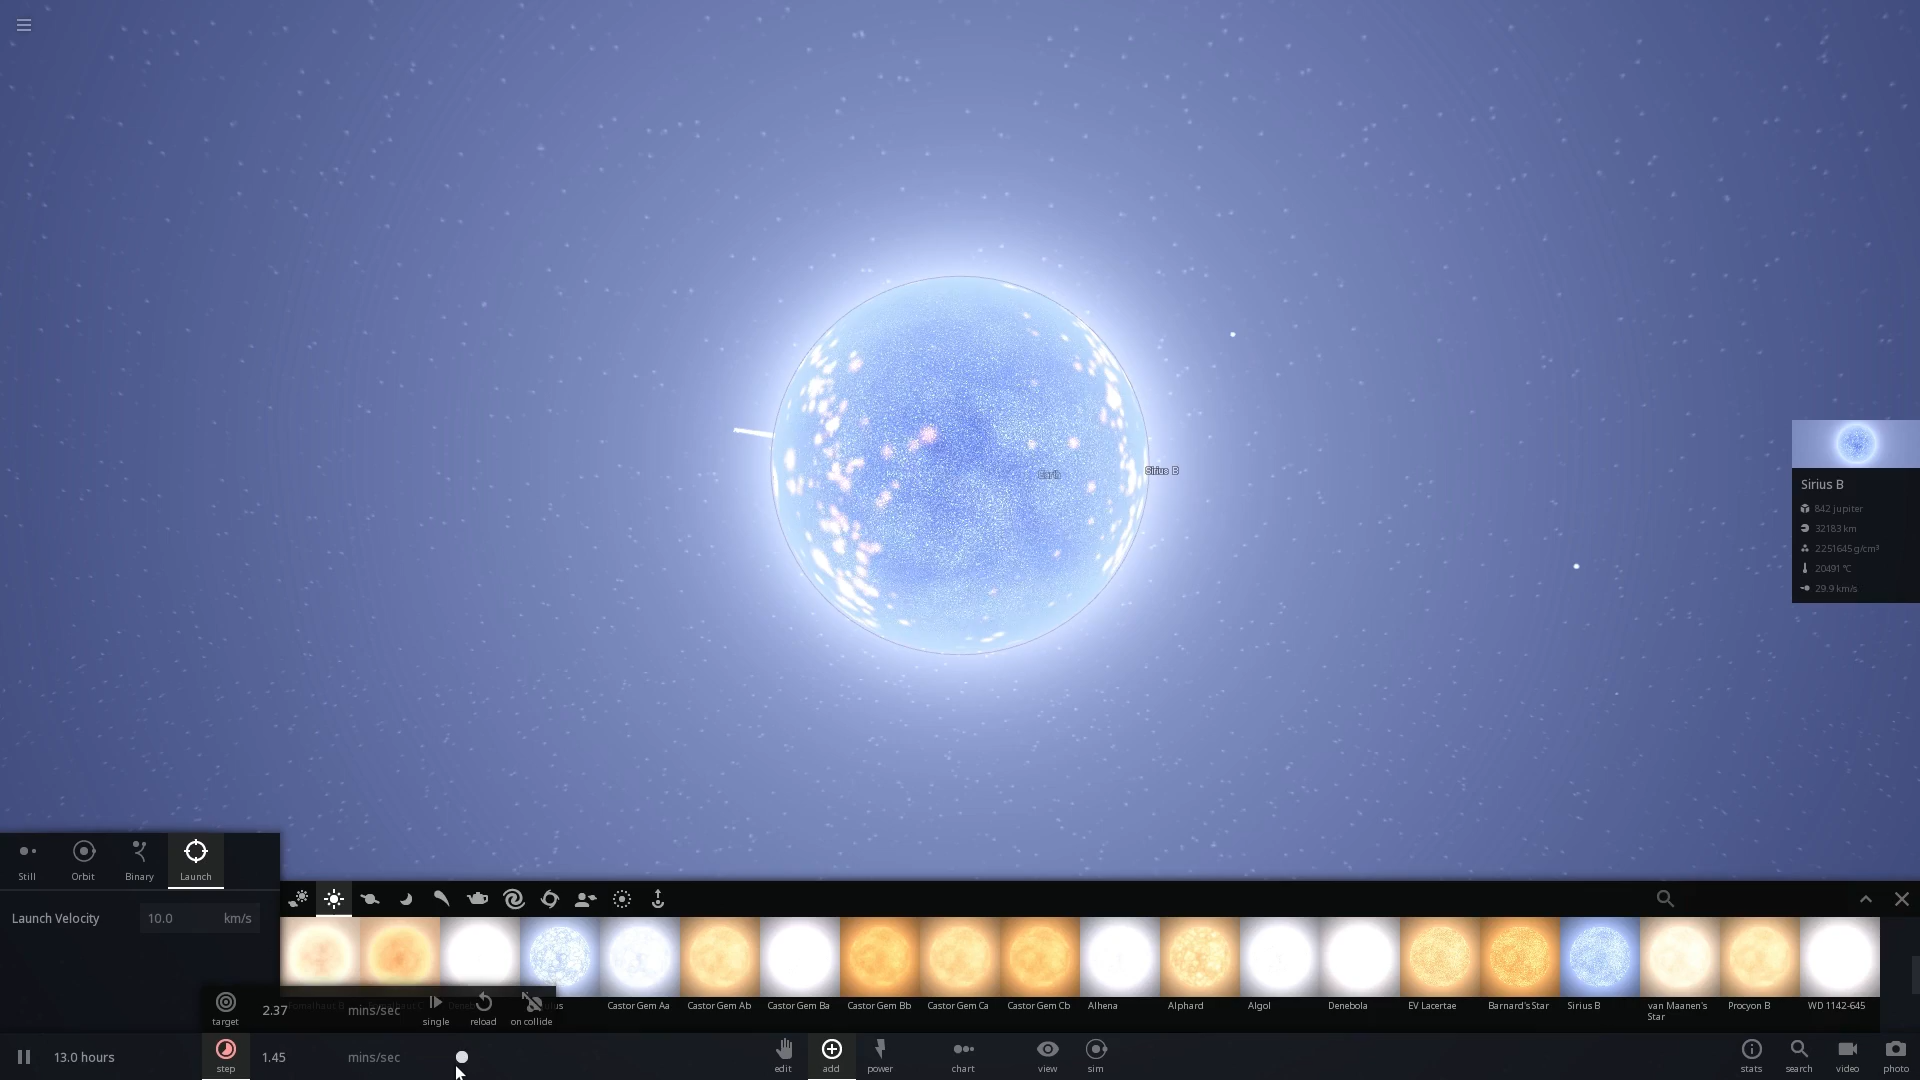 Earth
Sirius B
Sirius B
842 jupiter
32183 km
2251645 g/cm³
20491 °C
29.9 km/s
Still
Orbit
Binary
Launch
Launch Velocity
10.0
km/s
Castor Gem Aa
Castor Gem Ab
Castor Gem Ba
Castor Gem Bb
Castor Gem Ca
Castor Gem Cb
Alhena
Alphard
Algol
Denebola
EV Lacertae
Barnard's Star
Sirius B
van Maanen's
Star
Procyon B
WD 1142-645
target
2.37
mins/sec
single
reload
on collide
13.0 hours
step
1.45
mins/sec
edit
add
power
chart
view
sim
stats
search
video
photo